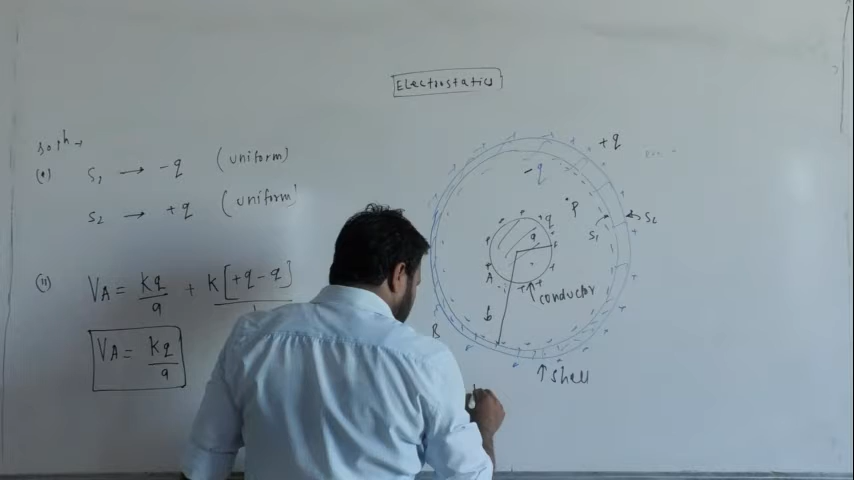 Electrostatics
Soln →
(i) S₁ → -q (uniform)
S₂ → +q (uniform)
(ii) VA = Kq/a + K[+q-q]/
VA = Kq/a
+q
-q
P
S₁
S₂
q
a
A
conductor
b
B
↑ shell